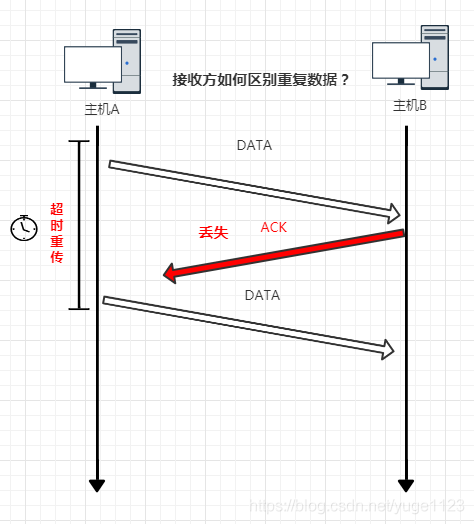 接收方如何区别重复数据？
主机A
主机B
DATA
超时重传
丢失
ACK
DATA
https://blog.csdn.net/yuge1123